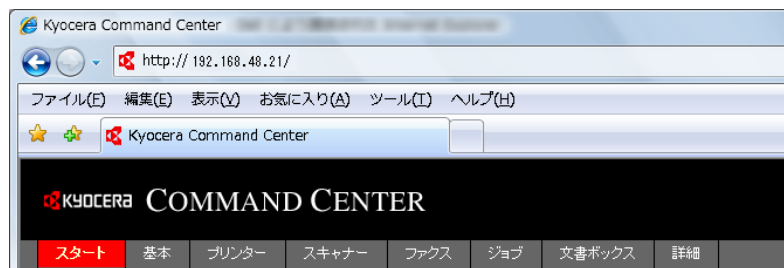 Kyocera Command Center
http://192.168.48.21/
ファイル(F) 編集(E) 表示(V) お気に入り(A) ツール(T) ヘルプ(H)
Kyocera Command Center
KYOCERA COMMAND CENTER
スタート 基本 プリンター スキャナー ファクス ジョブ 文書ボックス 詳細